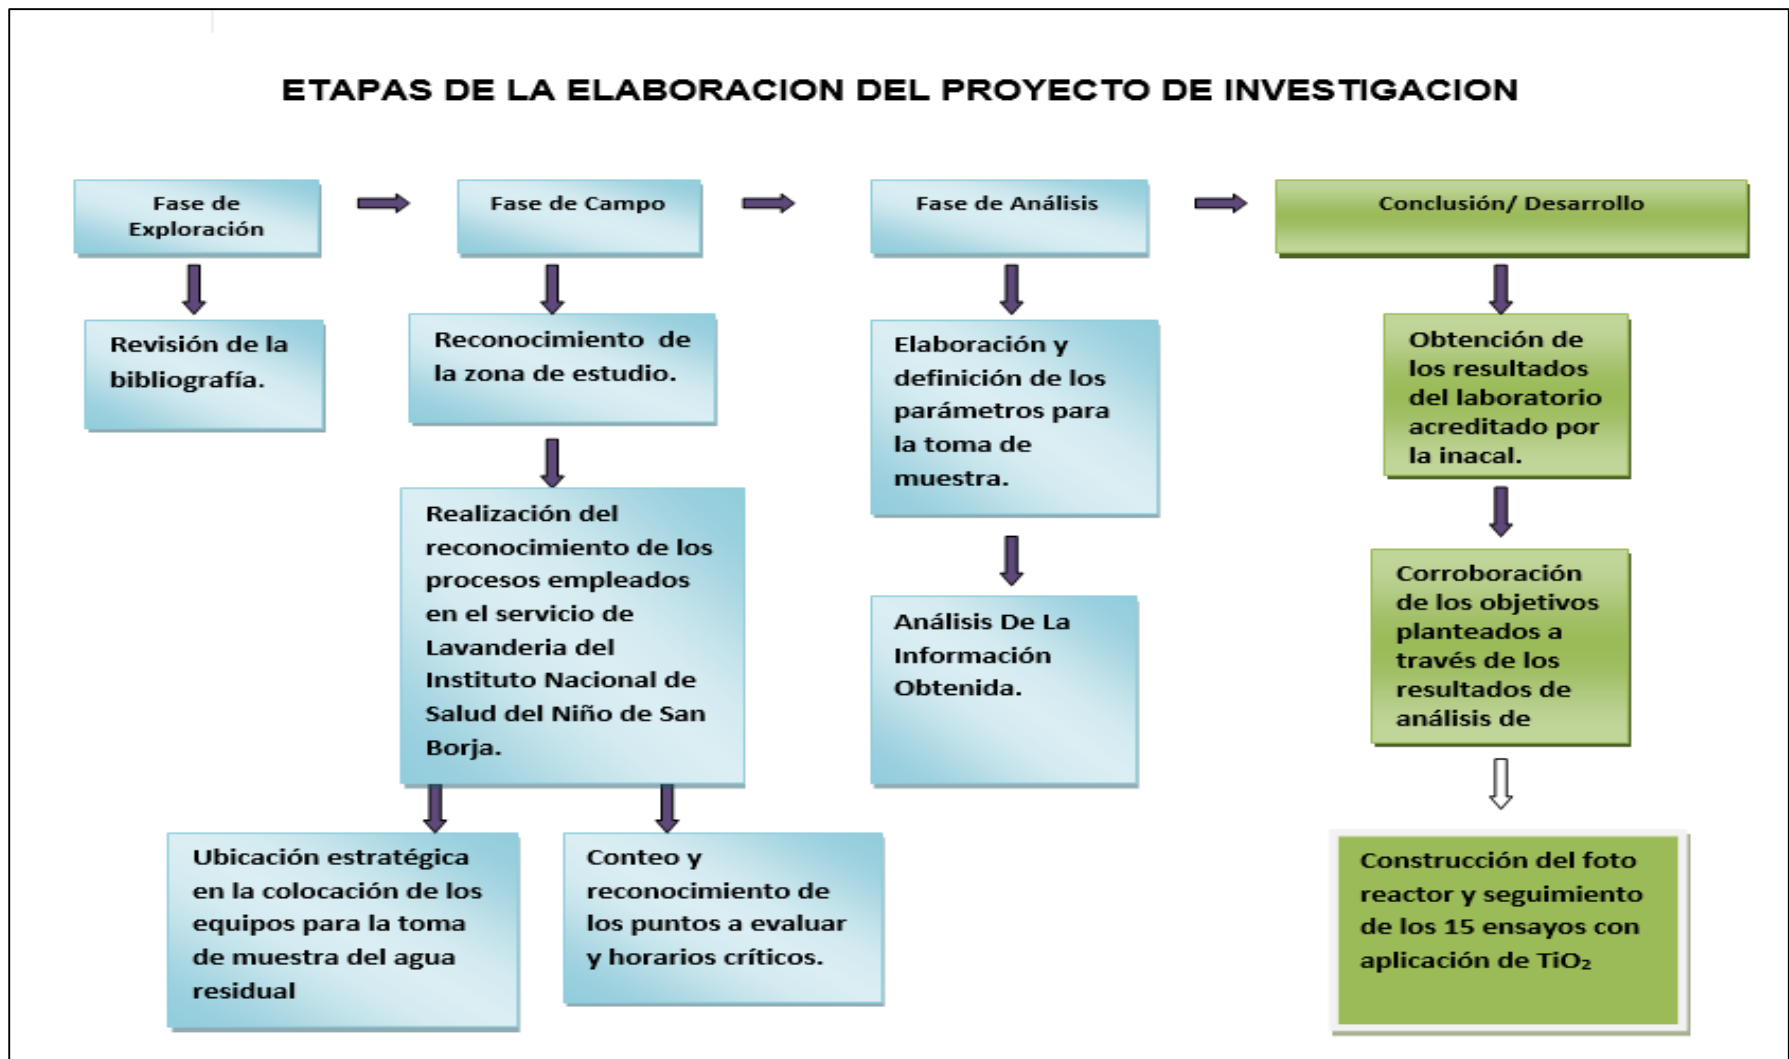 ETAPAS DE LA ELABORACION DEL PROYECTO DE INVESTIGACION
Fase de
Exploración
Fase de Campo
Fase de Análisis
Conclusión/ Desarrollo
Revisión de la
bibliografía.
Reconocimiento de
la zona de estudio.
Realización del
reconocimiento de los
procesos empleados
en el servicio de
Lavanderia del
Instituto Nacional de
Salud del Niño de San
Borja.
Ubicación estratégica
en la colocación de los
equipos para la toma
de muestra del agua
residual
Conteo y
reconocimiento de
los puntos a evaluar
y horarios críticos.
Elaboración y
definición de los
parámetros para
la toma de
muestra.
Análisis De La
Información
Obtenida.
Obtención de
los resultados
del laboratorio
acreditado por
la inacal.
Corroboración
de los objetivos
planteados a
través de los
resultados de
análisis de
Construcción del foto
reactor y seguimiento
de los 15 ensayos con
aplicación de TiO₂